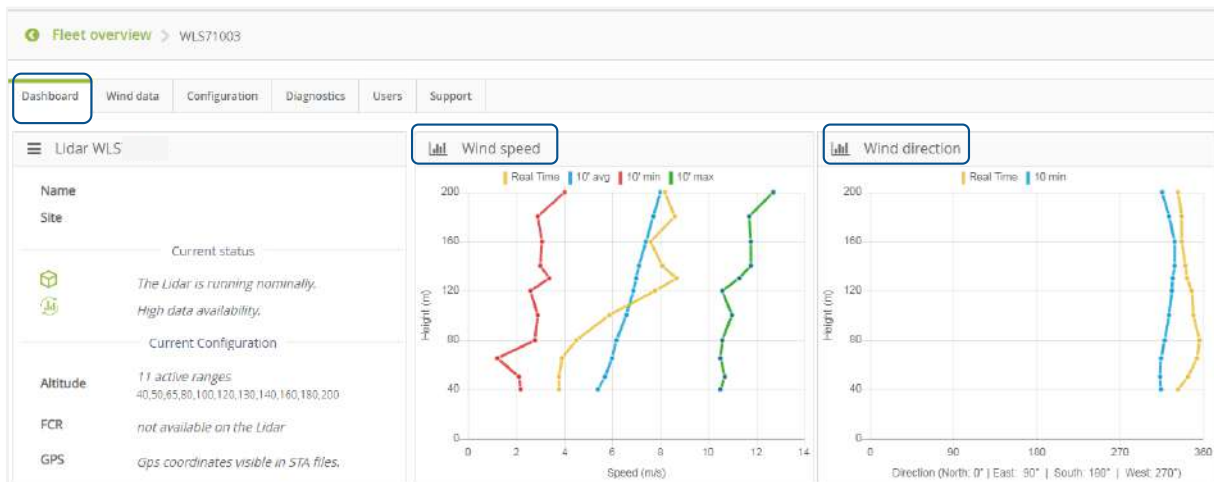 Fleet overview > WLS71003
Dashboard Wind data Configuration Diagnostics Users Support
Lidar WLS
Name
Site
Current status
The Lidar is running nominally.
High data availability.
Current Configuration
Altitude 11 active ranges
40,50,65,80,100,120,130,140,160,180,200
FCR not available on the Lidar
GPS Gps coordinates visible in STA files.
Wind speed
Real Time 10' avg 10' min 10' max
200
160
120
80
40
0
Height (m)
0 2 4 6 8 10 12 14
Speed (m/s)
Wind direction
Real Time 10 min
200
160
120
80
40
0
Height (m)
0 90 180 270 360
Direction (North: 0° | East: 90° | South: 180° | West: 270°)